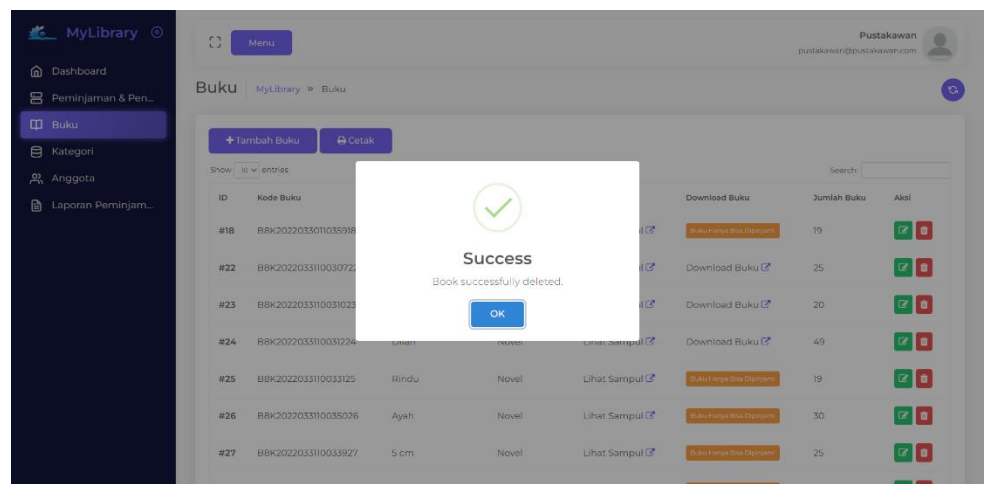 MyLibrary
Menu
Pustakawan
pustakawan@pustakawan.com
Dashboard
Peminjaman & Pen...
Buku
Kategori
Anggota
Laporan Peminjam...
Buku MyLibrary » Buku
+ Tambah Buku Cetak
Show 10 entries Search:
ID Kode Buku Download Buku Jumlah Buku Aksi
#18 BBK2022033011035918 Buku Hanya Bisa Dipinjam 19
#22 Download Buku 25
#23 BBK2022033110031023 Download Buku 20
#24 BBK2022033110031224 Dilan Novel Lihat Sampul Download Buku 49
#25 BBK2022033110033125 Rindu Novel Lihat Sampul Buku Hanya Bisa Dipinjam 19
#26 BBK2022033110035026 Ayah Novel Lihat Sampul Buku Hanya Bisa Dipinjam 30
#27 BBK2022033110033927 5 cm Novel Lihat Sampul Buku Hanya Bisa Dipinjam 25
Success
Book successfully deleted.
OK